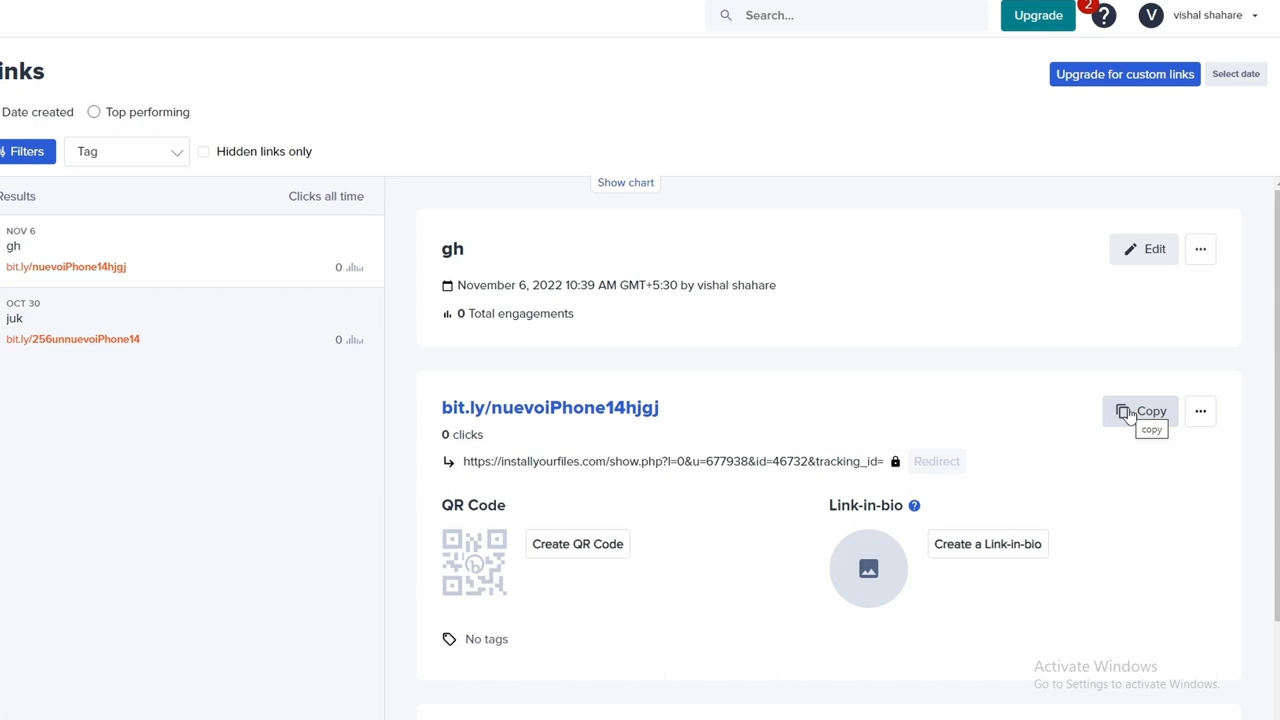 Search...
Upgrade
2
?
V
vishal shahare
inks
Upgrade for custom links
Select date
Date created
Top performing
Filters
Tag
Hidden links only
Results
Clicks all time
Show chart
NOV 6
gh
bit.ly/nuevoiPhone14hjgj
0
OCT 30
juk
bit.ly/256unnuevoiPhone14
0
gh
Edit
November 6, 2022 10:39 AM GMT+5:30 by vishal shahare
0 Total engagements
bit.ly/nuevoiPhone14hjgj
Copy
copy
0 clicks
https://installyourfiles.com/show.php?l=0&u=677938&id=46732&tracking_id=
Redirect
QR Code
Create QR Code
Link-in-bio ?
Create a Link-in-bio
No tags
Activate Windows
Go to Settings to activate Windows.